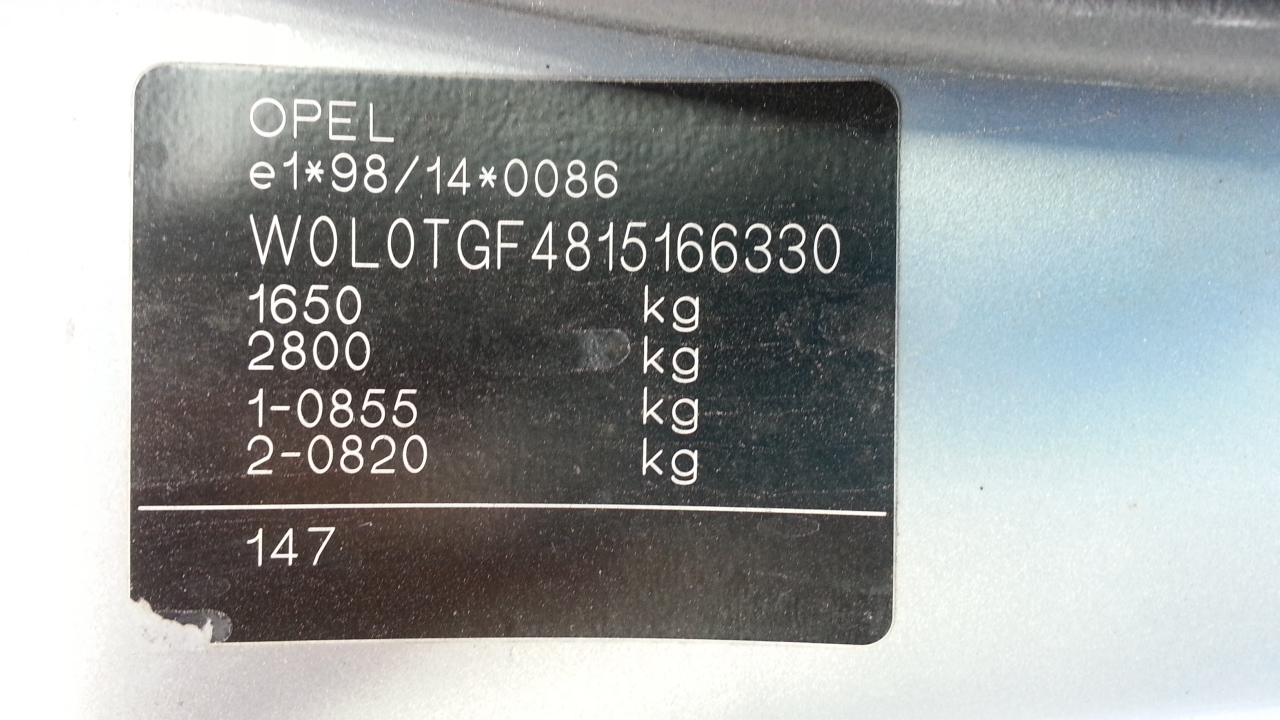 OPEL
e1*98/14*0086
W0L0TGF4815166330
1650 kg
2800 kg
1-0855 kg
2-0820 kg
147